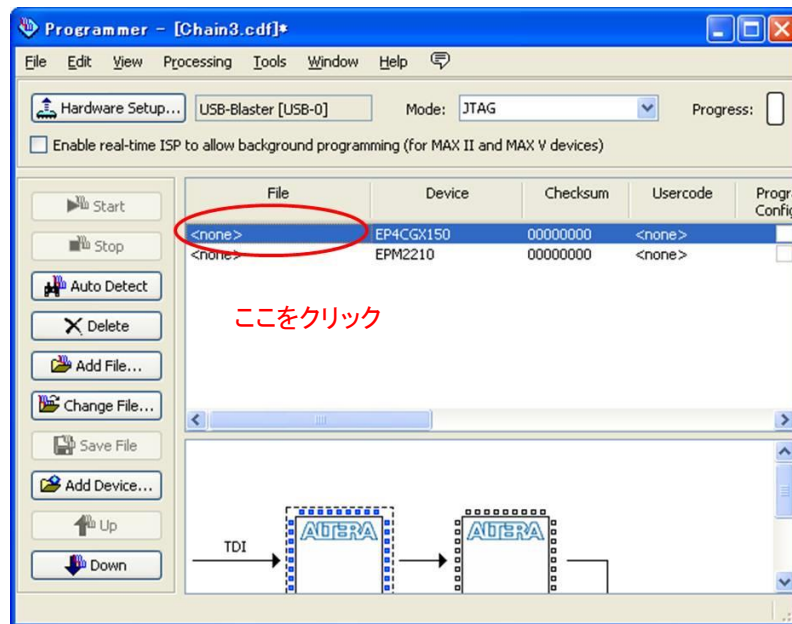 Programmer - [Chain3.cdf]*
File Edit View Processing Tools Window Help
Hardware Setup... USB-Blaster [USB-0] Mode: JTAG Progress:
Enable real-time ISP to allow background programming (for MAX II and MAX V devices)
Start
Stop
Auto Detect
Delete
Add File...
Change File...
Save File
Add Device...
Up
Down
File Device Checksum Usercode Progr
Config
<none> EP4CGX150 00000000 <none>
<none> EPM2210 00000000 <none>
ここをクリック
TDI
ALTERA ALTERA